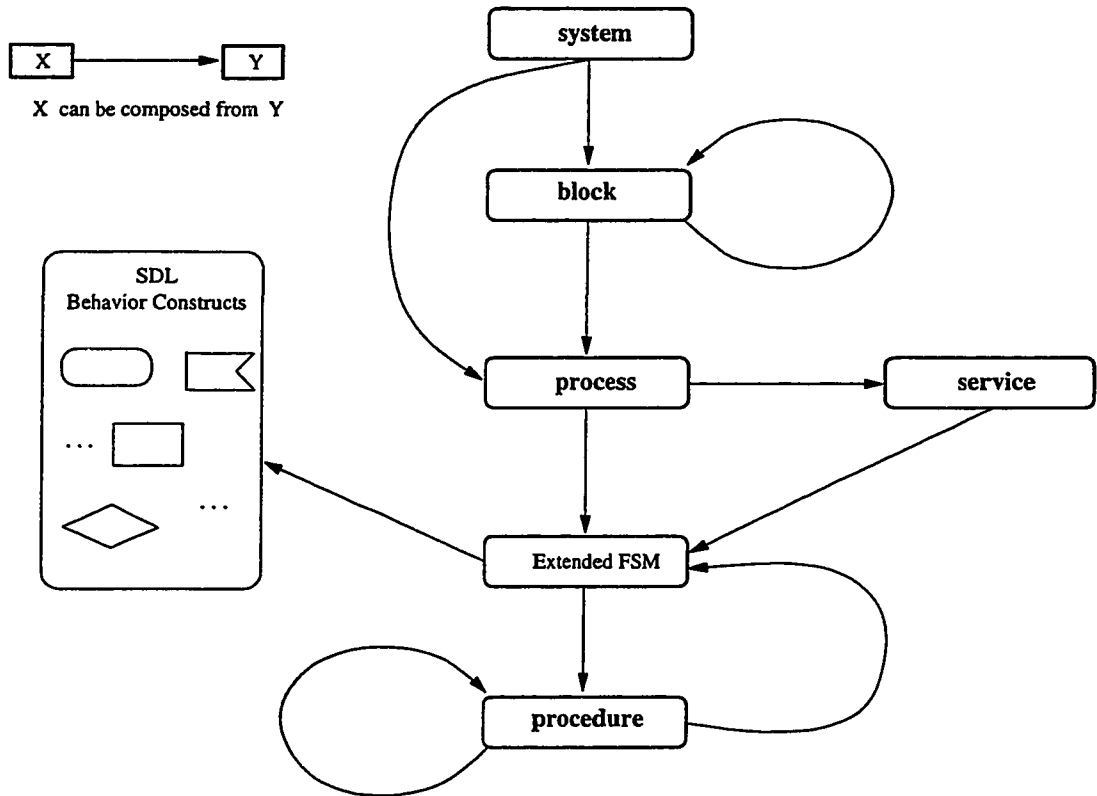 system
X
Y
X can be composed from Y
block
SDL
Behavior Constructs
process
service
...
...
Extended FSM
procedure